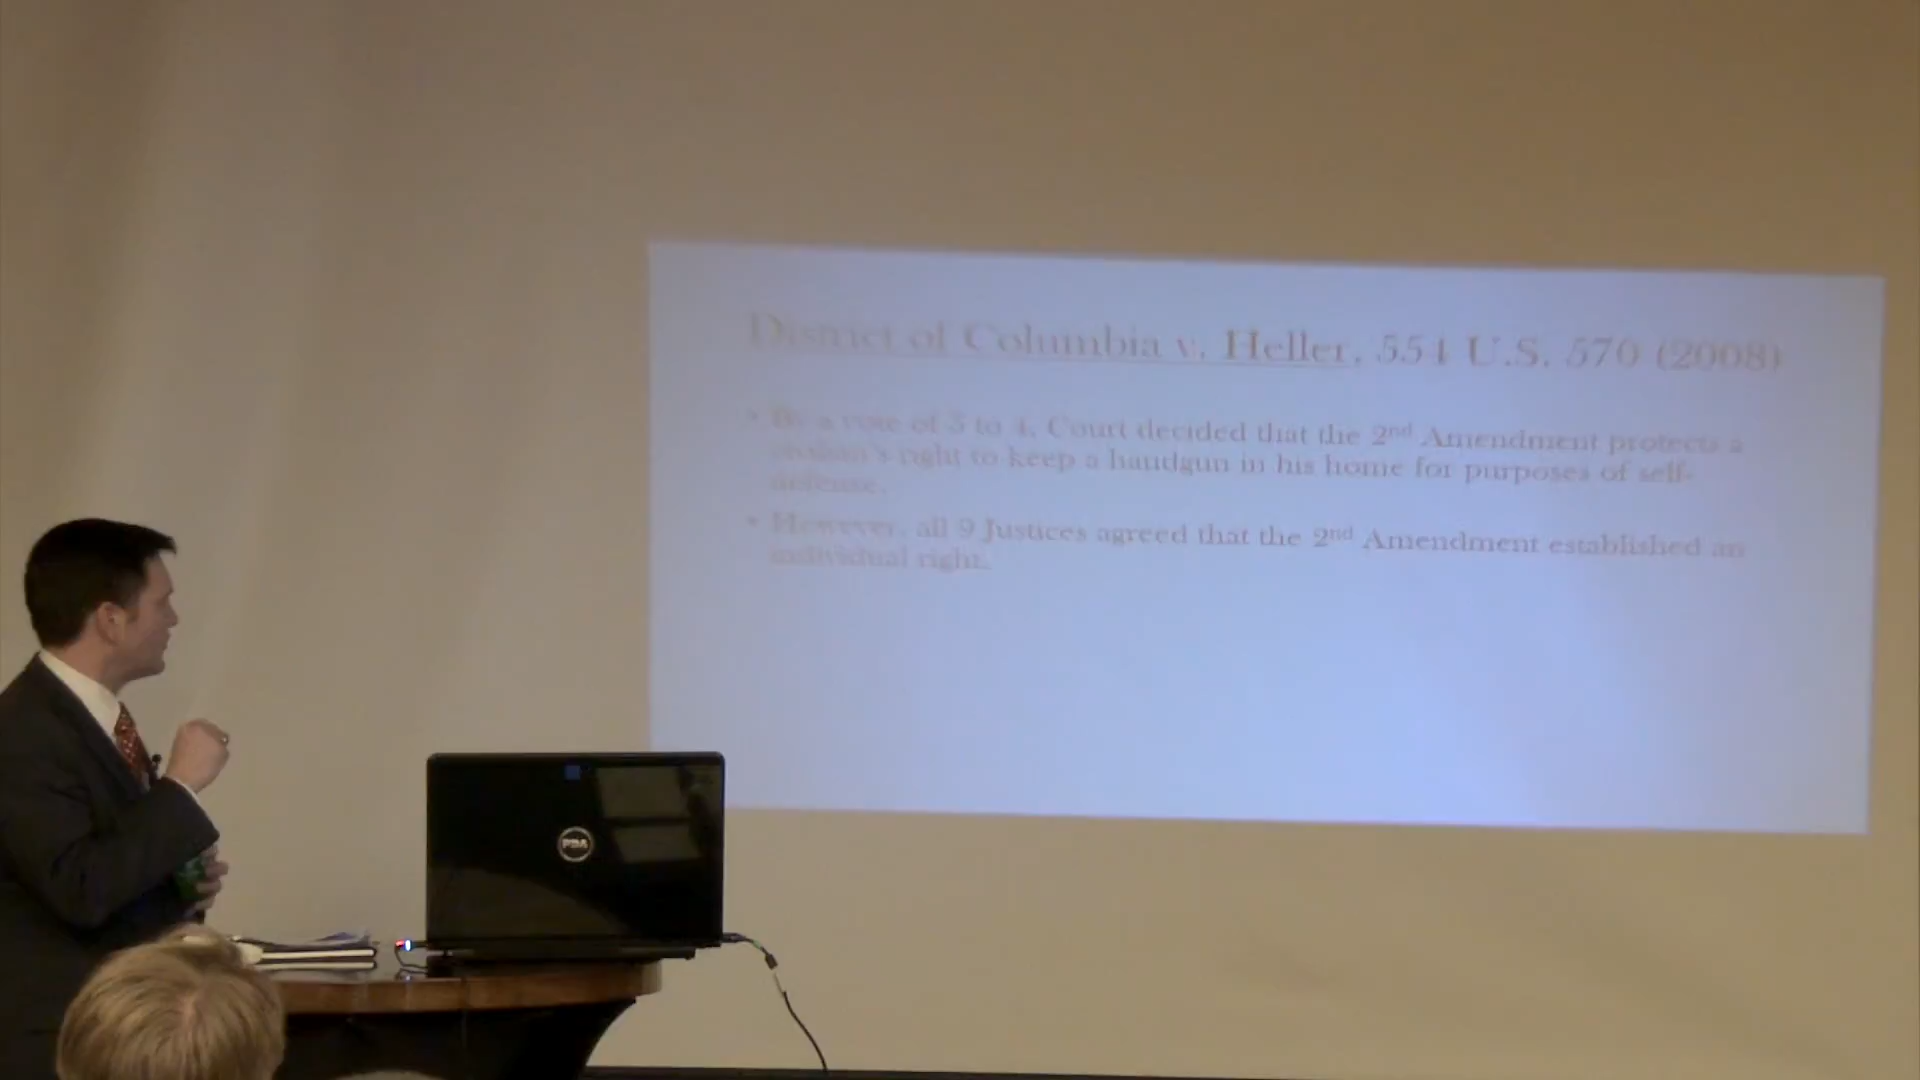 District of Columbia v. Heller, 554 U.S. 570 (2008)
• By a vote of 5 to 4, Court decided that the 2nd Amendment protects a
citizen's right to keep a handgun in his home for purposes of self-
defense.
• However, all 9 Justices agreed that the 2nd Amendment established an
individual right.